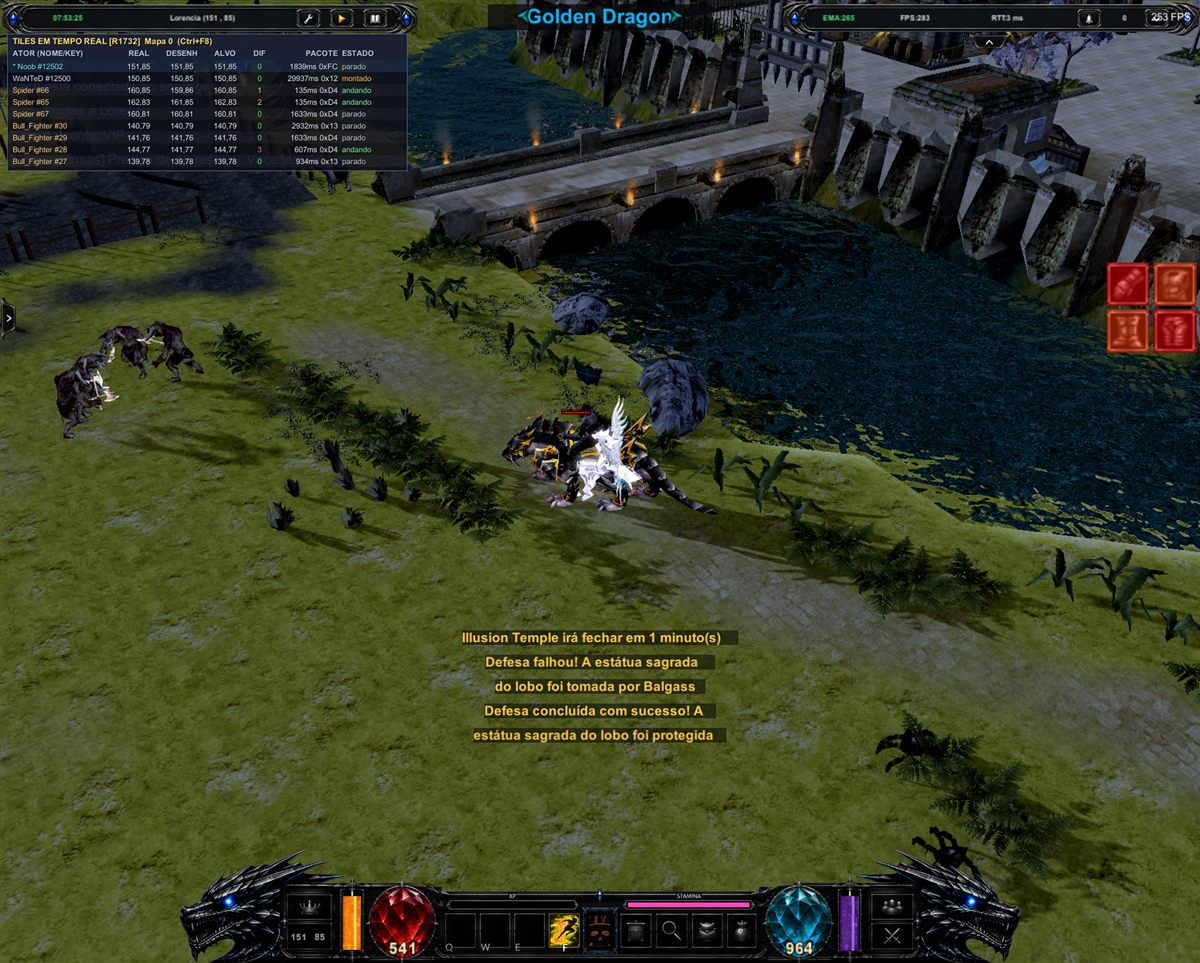 07:53:25 Lorencia (151 , 85)
Golden Dragon
EMA:265 FPS:283 RTT:3 ms 0 253 FPS
TILES EM TEMPO REAL [R1732] Mapa 0 (Ctrl+F8)
ATOR (NOME/KEY) REAL DESENH ALVO DIF PACOTE ESTADO
* Noob #12502 151,85 151,85 151,85 0 1839ms 0xFC parado
WaNTeD #12500 150,85 150,85 150,85 0 29937ms 0x12 montado
Spider #66 160,85 159,86 160,85 1 135ms 0xD4 andando
Spider #65 162,83 161,85 162,83 2 135ms 0xD4 andando
Spider #67 160,81 160,81 160,81 0 1633ms 0xD4 parado
Bull_Fighter #30 140,79 140,79 140,79 0 2932ms 0x13 parado
Bull_Fighter #29 141,76 141,76 141,76 0 1633ms 0xD4 parado
Bull_Fighter #28 144,77 141,77 144,77 3 607ms 0xD4 andando
Bull_Fighter #27 139,78 139,78 139,78 0 934ms 0x13 parado
Illusion Temple irá fechar em 1 minuto(s)
Defesa falhou! A estátua sagrada
do lobo foi tomada por Balgass
Defesa concluída com sucesso! A
estátua sagrada do lobo foi protegida
XP STAMINA
151 85 541 Q W E F 964